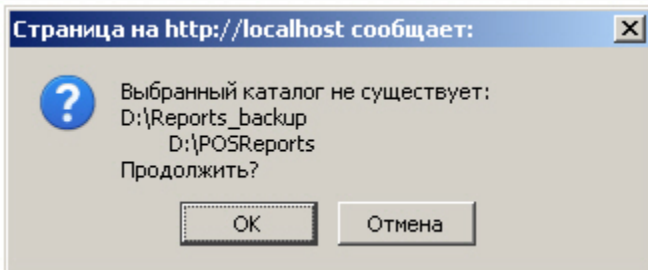 Страница на http://localhost сообщает:
Выбранный каталог не существует:
D:\Reports_backup
D:\POSReports
Продолжить?
OK
Отмена